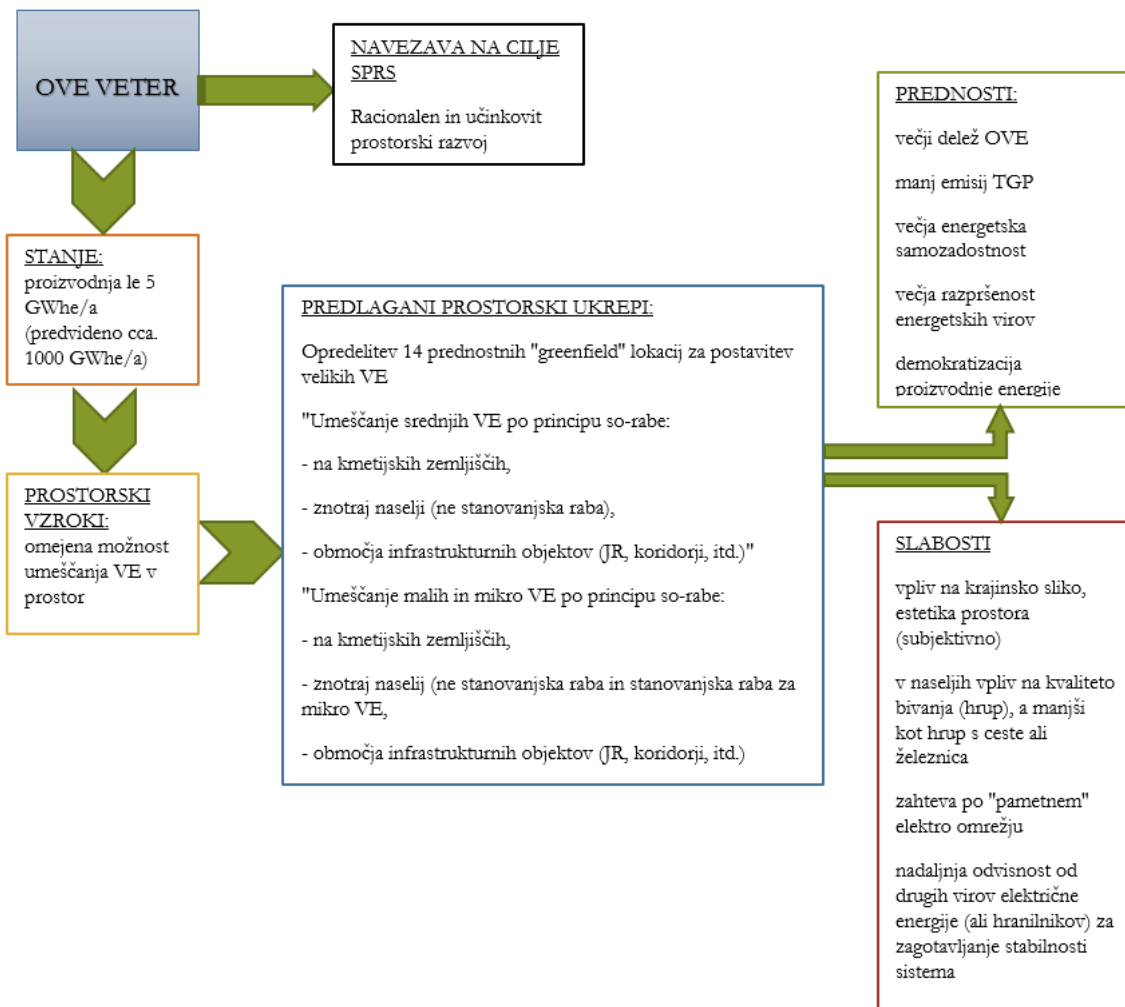 OVE VETER
NAVEZAVA NA CILJE
SPRS
Racionalen in učinkovit
prostorski razvoj
STANJE:
proizvodnja le 5
GWhe/a
(predvideno cca.
1000 GWhe/a)
PROSTORSKI
VZROKI:
omejena možnost
umeščanja VE v
prostor
PREDLAGANI PROSTORSKI UKREPI:
Opredelitev 14 prednostnih "greenfield" lokacij za postavitev
velikih VE
"Umeščanje srednjih VE po principu so-rabe:
- na kmetijskih zemljiščih,
- znotraj naselji (ne stanovanjska raba),
- območja infrastrukturnih objektov (JR, koridorji, itd.)"
"Umeščanje malih in mikro VE po principu so-rabe:
- na kmetijskih zemljiščih,
- znotraj naselij (ne stanovanjska raba in stanovanjska raba za
mikro VE,
- območja infrastrukturnih objektov (JR, koridorji, itd.)
PREDNOSTI:
večji delež OVE
manj emisij TGP
večja energetska
samozadostnost
večja razpršenost
energetskih virov
demokratizacija
proizvodnje energije
SLABOSTI
vpliv na krajinsko sliko,
estetika prostora
(subjektivno)
v naseljih vpliv na kvaliteto
bivanja (hrup), a manjši
kot hrup s ceste ali
železnica
zahteva po "pametnem"
elektro omrežju
nadaljnja odvisnost od
drugih virov električne
energije (ali hranilnikov) za
zagotavljanje stabilnosti
sistema